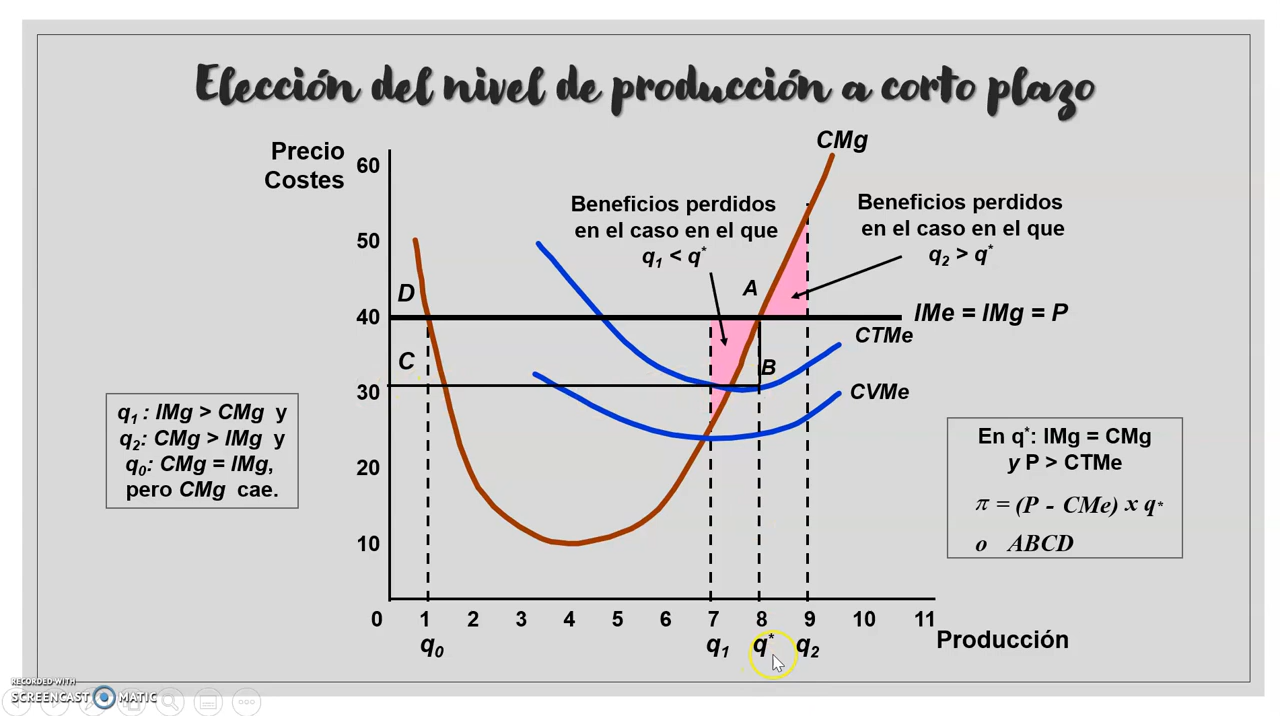 Elección del nivel de producción a corto plazo
Precio
Costes
60
50
40
30
20
10
0
1
2
3
4
5
6
7
8
9
10
11
q0
q1
q*
q2
Producción
CMg
Beneficios perdidos
en el caso en el que
q1 < q*
Beneficios perdidos
en el caso en el que
q2 > q*
D
A
C
B
IMe = IMg = P
CTMe
CVMe
q1 : IMg > CMg y
q2: CMg > IMg y
q0: CMg = IMg,
pero CMg cae.
En q*: IMg = CMg
y P > CTMe
π = (P - CMe) x q*
o ABCD
RECORDED WITH
SCREENCAST MATIC